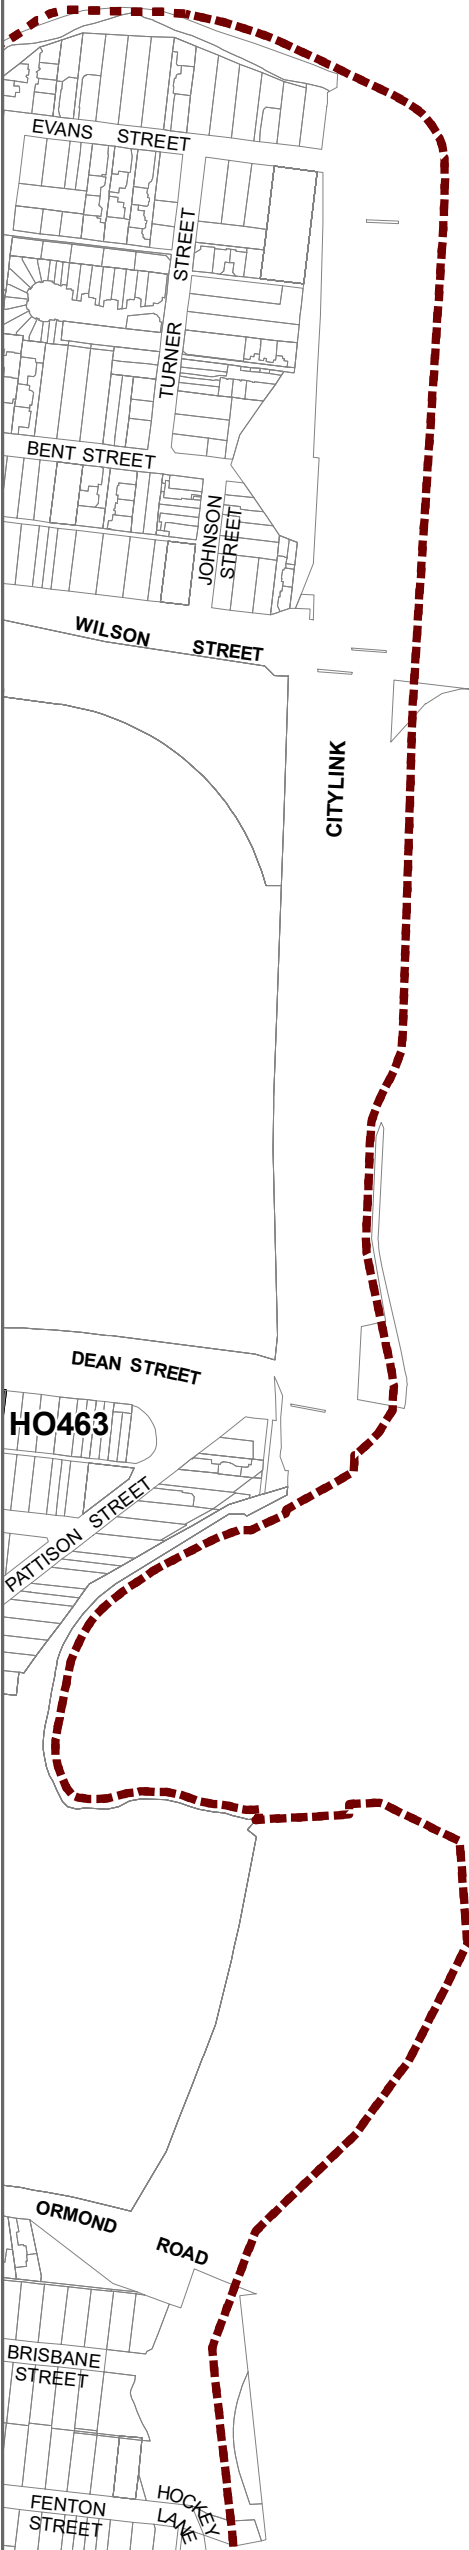 EVANS STREET
TURNER STREET
BENT STREET
JOHNSON
STREET
WILSON STREET
CITYLINK
DEAN STREET
HO463
PATTISON STREET
ORMOND ROAD
BRISBANE
STREET
FENTON
STREET
HOCKEY
LANE